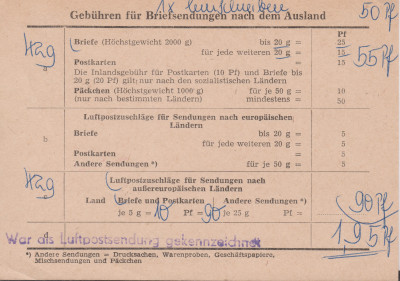 1x einschreiben 50 Pf
Gebühren für Briefsendungen nach dem Ausland
Pf
Briefe (Höchstgewicht 2000 g) bis 20 g = 25
für jede weiteren 20 g = 15
Postkarten = 15
Die Inlandsgebühr für Postkarten (10 Pf) und Briefe bis
20 g (20 Pf) gilt nur nach den sozialistischen Ländern
Päckchen (Höchstgewicht 1000 g) für je 50 g = 10
(nur nach bestimmten Ländern) mindestens = 50
a
55 Pf
Luftpostzuschläge für Sendungen nach europäischen
Ländern
Briefe bis 20 g = 5
für jede weiteren 20 g = 5
Postkarten = 5
Andere Sendungen*) für je 50 g = 5
b
Luftpostzuschläge für Sendungen nach
außereuropäischen Ländern
Land Briefe und Postkarten Andere Sendungen*)
je 5 g = 10 Pf = 90 je 25 g Pf =
90 Pf
195 Pf
War als Luftpostsendung gekennzeichnet
*) Andere Sendungen = Drucksachen, Warenproben, Geschäftspapiere,
Mischsendungen und Päckchen